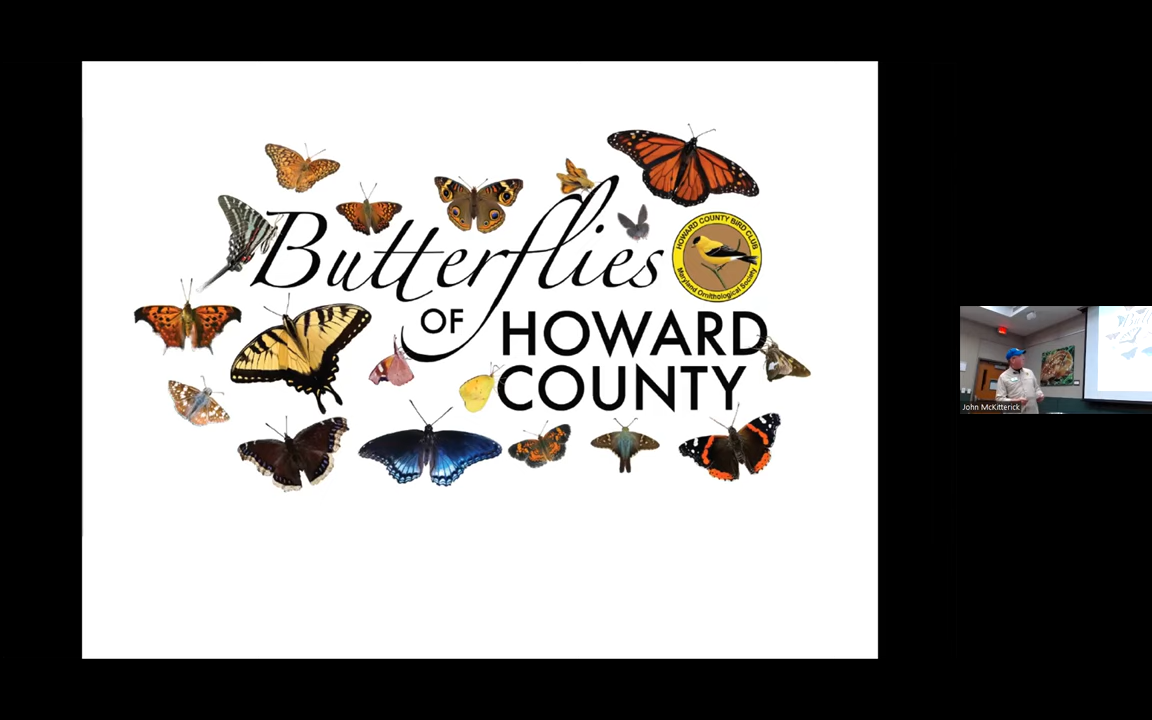 Butterflies
HOWARD COUNTY BIRD CLUB
Maryland Ornithological Society
OF HOWARD
COUNTY
John McKitterick